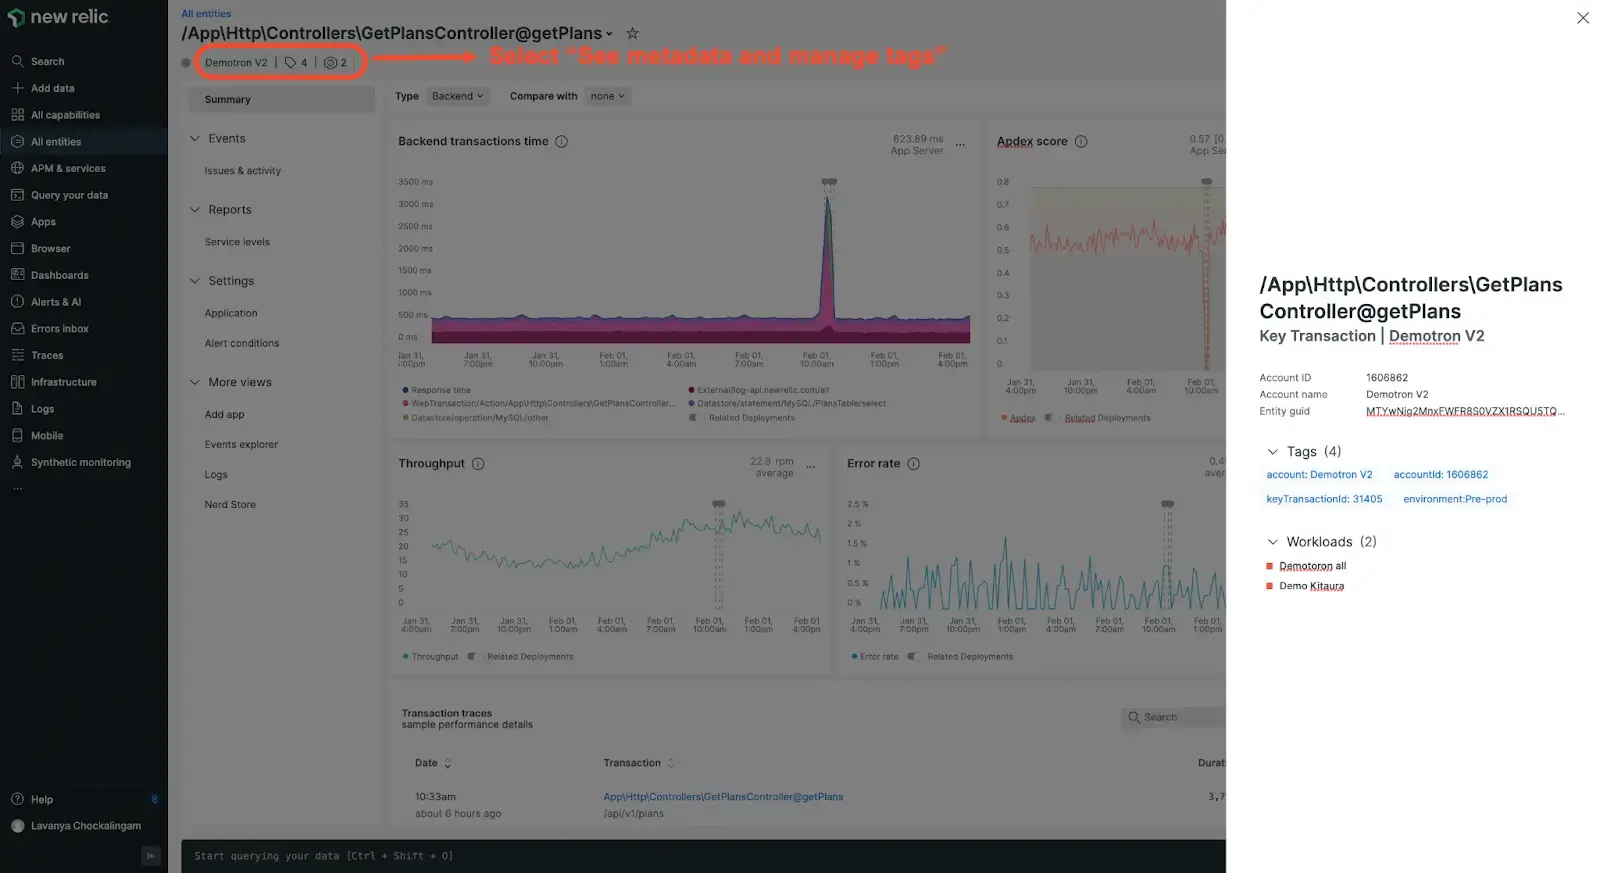 new relic
Search
Add data
All capabilities
All entities
APM & services
Query your data
Apps
Browser
Dashboards
Alerts & AI
Errors inbox
Traces
Infrastructure
Logs
Mobile
Synthetic monitoring
...
Help 8
Lavanya Chockalingam
All entities
/App\Http\Controllers\GetPlansController@getPlans
Demotron V2 | 4 | 2
Select "See metadata and manage tags"
Summary
Events
Issues & activity
Reports
Service levels
Settings
Application
Alert conditions
More views
Add app
Events explorer
Logs
Nerd Store
Type Backend Compare with none
Backend transactions time
623.89 ms
App Server
...
3500 ms
3000 ms
2500 ms
2000 ms
1500 ms
1000 ms
500 ms
0 ms
Jan 31, Jan 31, Jan 31, Feb 01, Feb 01, Feb 01, Feb 01, Feb 01, Feb 01,
:00pm 7:00pm 10:00pm 1:00am 4:00am 7:00am 10:00am 1:00pm 4:00pm
Response time
External/log-api.newrelic.com/all
WebTransaction/Action/App\Http\Controllers\GetPlansController...
Datastore/statement/MySQL/PlansTable/select
Datastore/operation/MySQL/other
Related Deployments
Apdex score
0.57 [0.
App Ser
0.8
0.7
0.6
0.5
0.4
0.3
0.2
0.1
0
Jan 31, Jan 31, Feb 01, Feb 01,
4:00pm 10:00pm 4:00am 10:00am
Apdex
Related Deployments
Throughput
22.8 rpm
average
...
35
30
25
20
15
10
5
0
Jan 31, Jan 31, Jan 31, Feb 01, Feb 01, Feb 01, Feb 01, Feb 01, Feb 01,
4:00pm 7:00pm 10:00pm 1:00am 4:00am 7:00am 10:00am 1:00pm 4:00pm
Throughput
Related Deployments
Error rate
0.4
aver
2.5 %
2 %
1.5 %
1 %
0.5 %
0 %
Jan 31, Jan 31, Jan 31, Feb 01, Feb 01, Feb 01, Feb 01, Feb 01,
4:00pm 7:00pm 10:00pm 1:00am 4:00am 7:00am 10:00am 1:00pm
Error rate
Related Deployments
Transaction traces
sample performance details
Search
Date Transaction Durati
10:33am App\Http\Controllers\GetPlansController@getPlans 3,7
about 6 hours ago /api/v1/plans
Start querying your data [Ctrl + Shift + O]
/App\Http\Controllers\GetPlans
Controller@getPlans
Key Transaction | Demotron V2
Account ID 1606862
Account name Demotron V2
Entity guid
Tags (4)
account: Demotron V2 accountId: 1606862
keyTransactionId: 31405 environment:Pre-prod
Workloads (2)
Demotoron all
Demo Kitaura